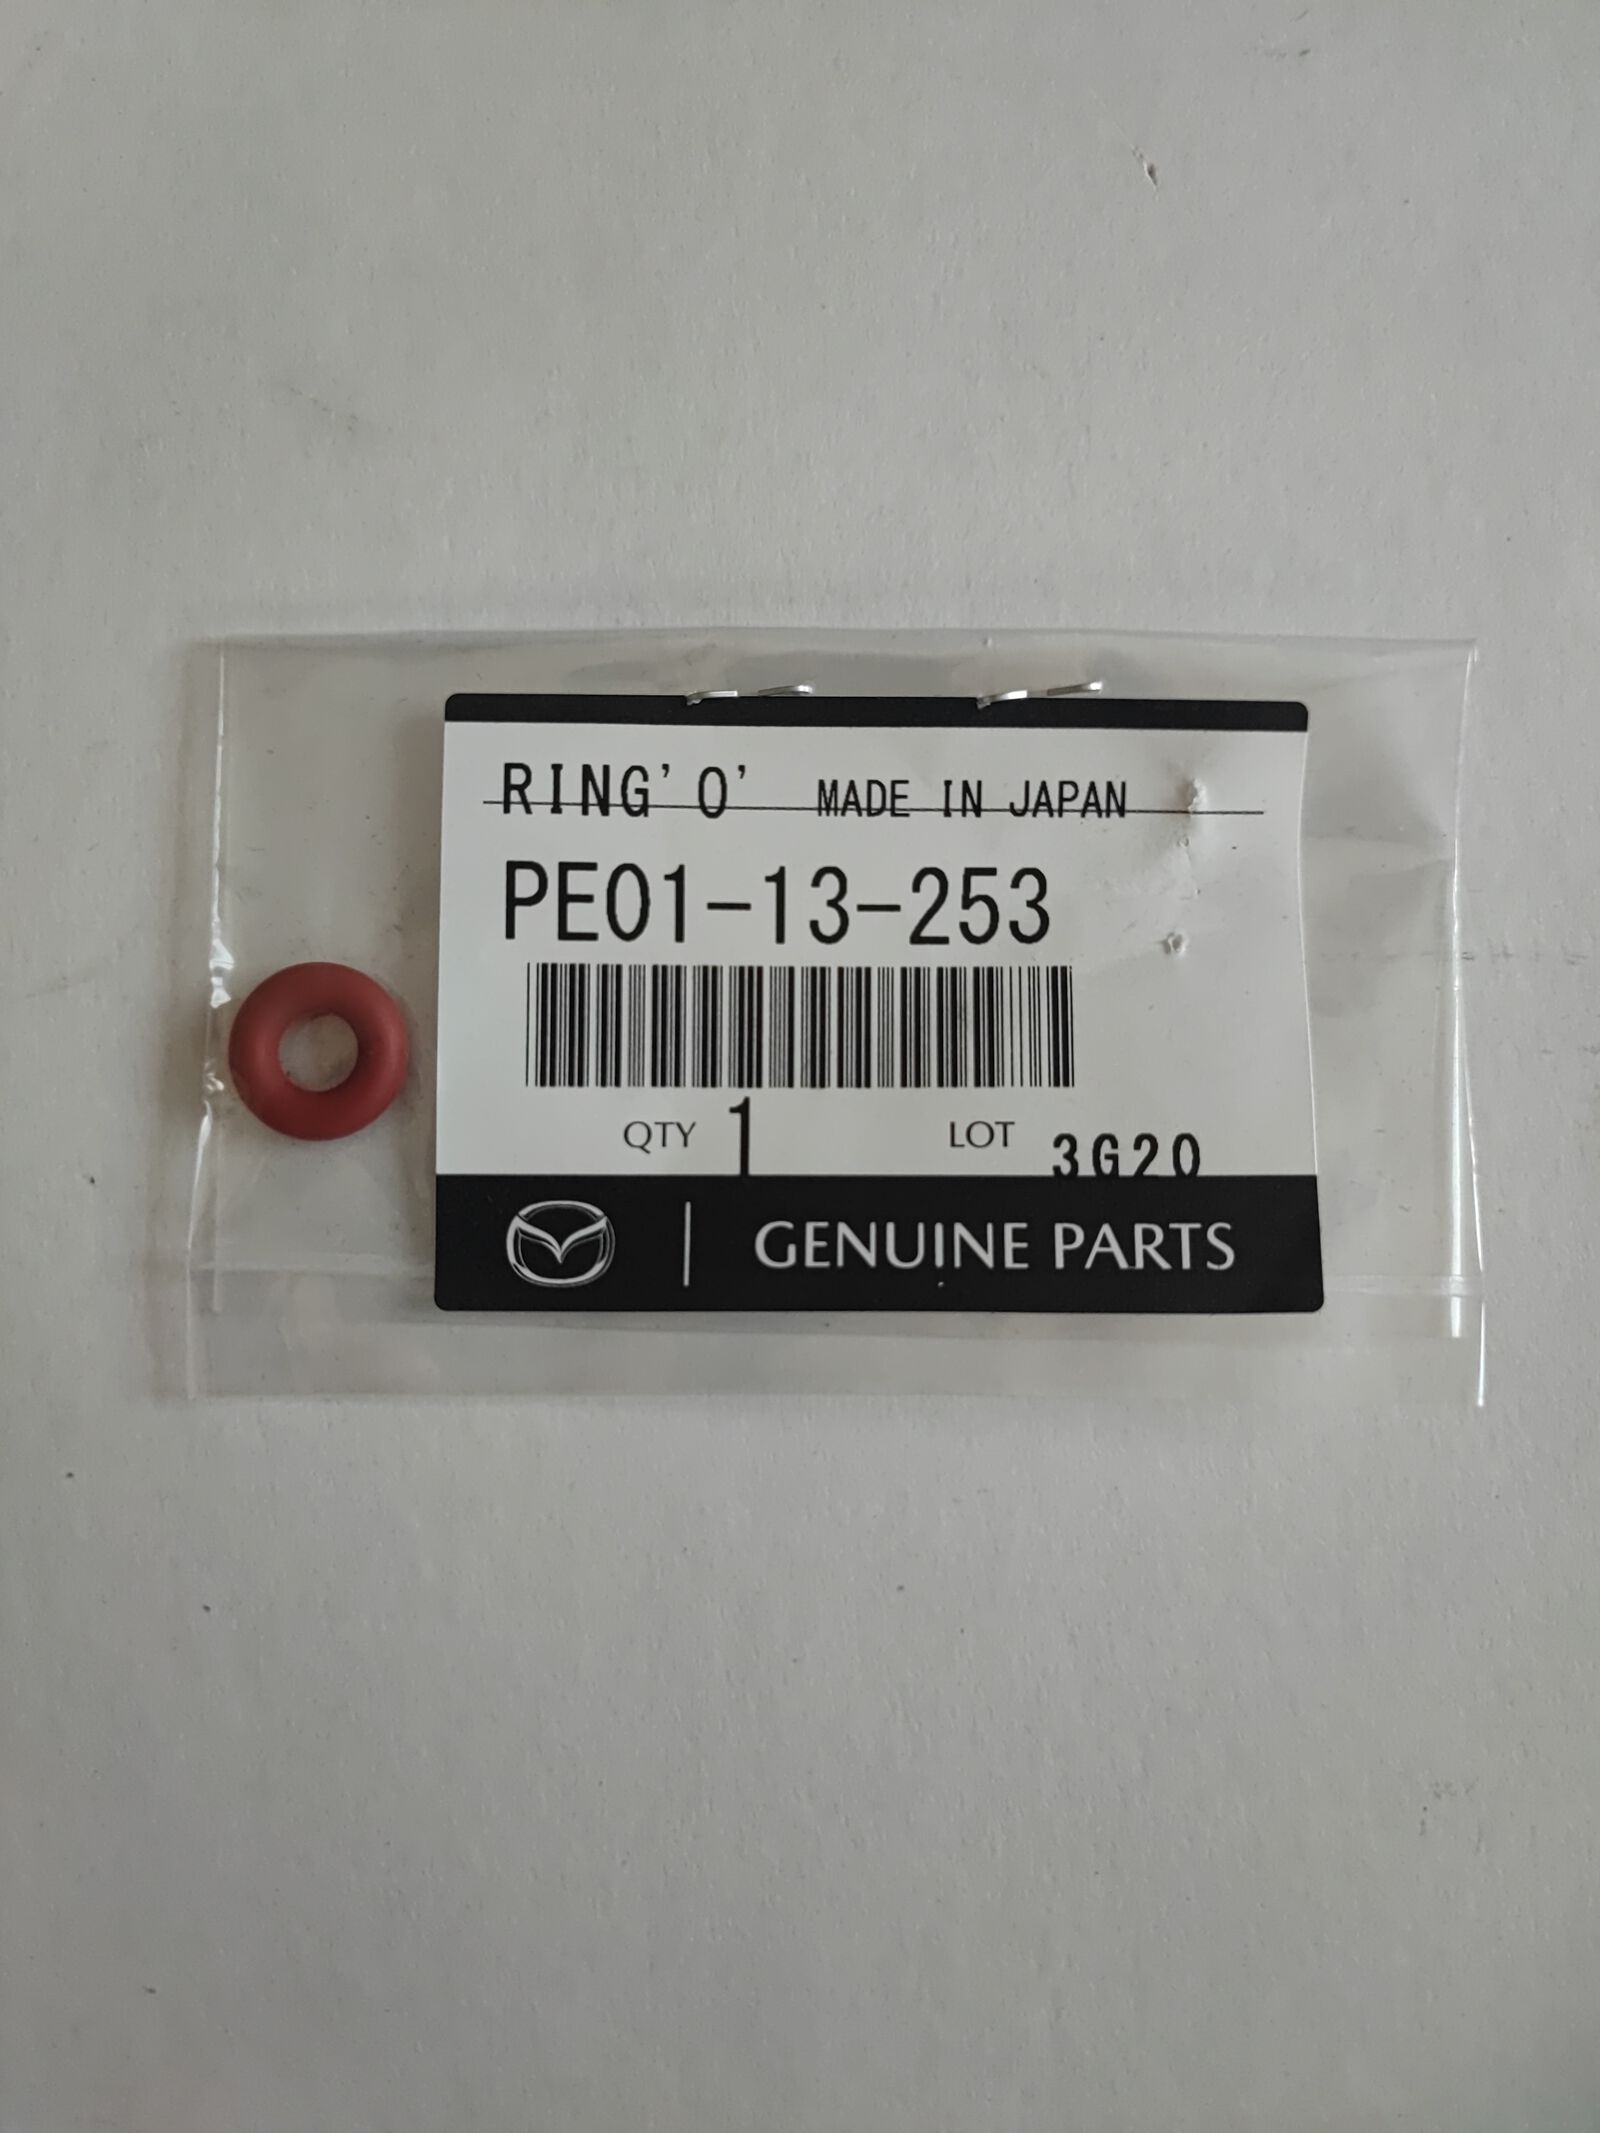 RING'O' MADE IN JAPAN
PE01-13-253
QTY 1 LOT 3G20
GENUINE PARTS